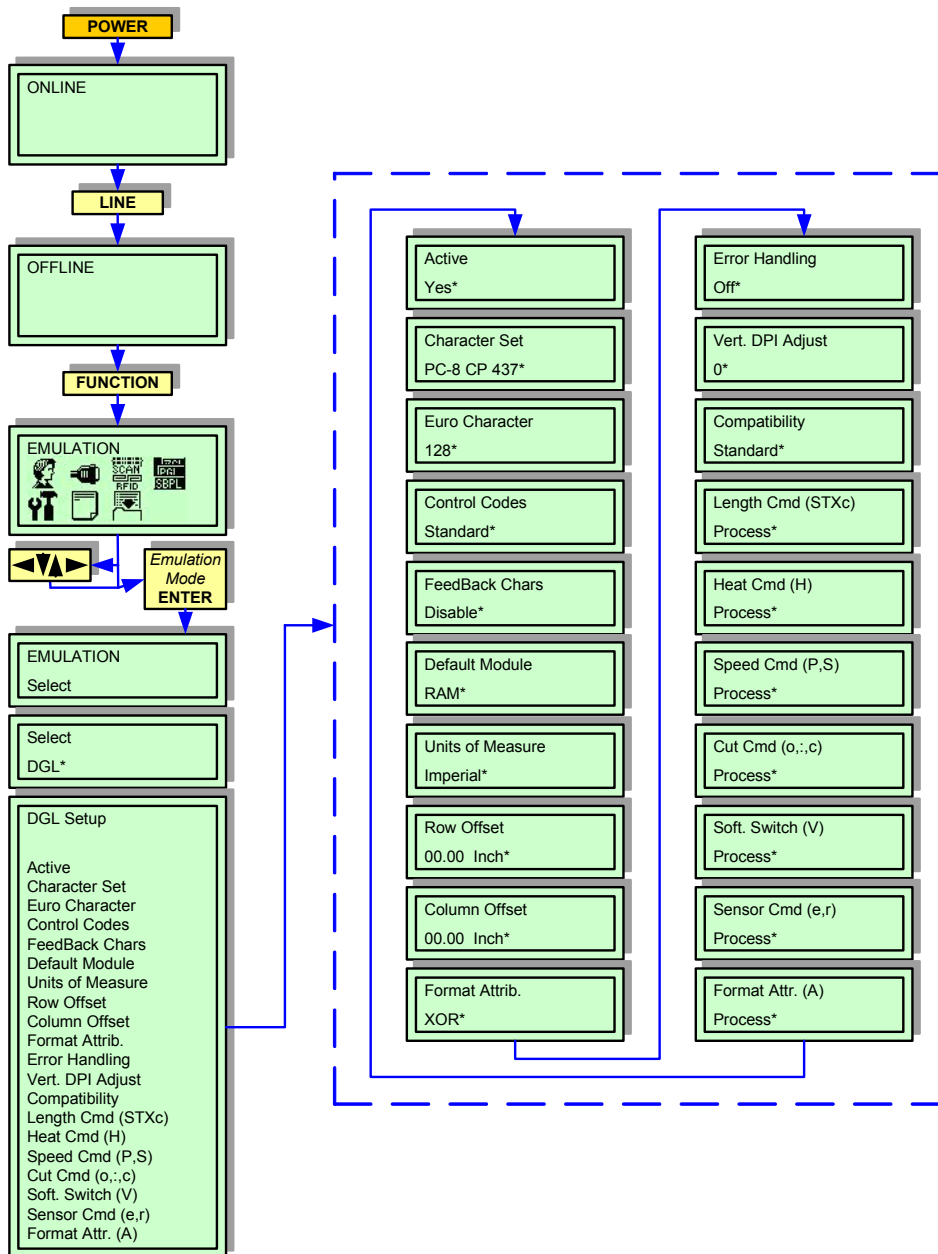 POWER
ONLINE
LINE
OFFLINE
FUNCTION
EMULATION
SCAN
RFID
PGL
SBPL
Emulation
Mode
ENTER
EMULATION
Select
Select
DGL*
DGL Setup
Active
Character Set
Euro Character
Control Codes
FeedBack Chars
Default Module
Units of Measure
Row Offset
Column Offset
Format Attrib.
Error Handling
Vert. DPI Adjust
Compatibility
Length Cmd (STXc)
Heat Cmd (H)
Speed Cmd (P,S)
Cut Cmd (o,:,c)
Soft. Switch (V)
Sensor Cmd (e,r)
Format Attr. (A)
Active
Yes*
Character Set
PC-8 CP 437*
Euro Character
128*
Control Codes
Standard*
FeedBack Chars
Disable*
Default Module
RAM*
Units of Measure
Imperial*
Row Offset
00.00 Inch*
Column Offset
00.00 Inch*
Format Attrib.
XOR*
Error Handling
Off*
Vert. DPI Adjust
0*
Compatibility
Standard*
Length Cmd (STXc)
Process*
Heat Cmd (H)
Process*
Speed Cmd (P,S)
Process*
Cut Cmd (o,:,c)
Process*
Soft. Switch (V)
Process*
Sensor Cmd (e,r)
Process*
Format Attr. (A)
Process*